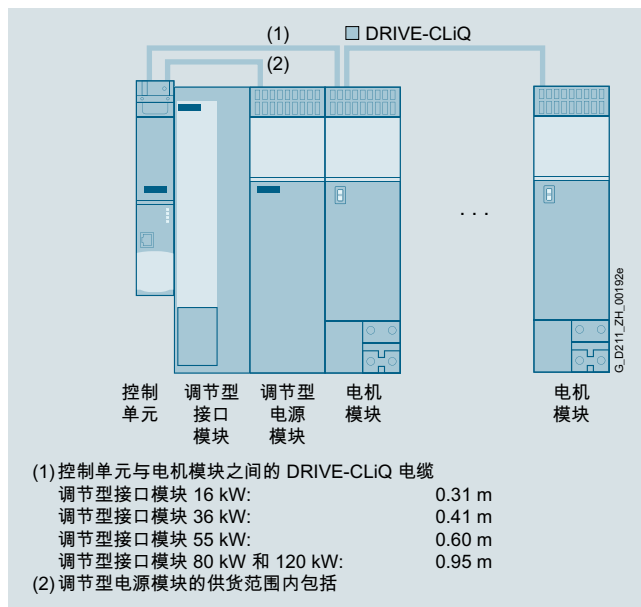 (1)
DRIVE-CLiQ
(2)
. . .
G_D211_ZH_00192e
控制
单元
调节型
接口
模块
调节型
电源
模块
电机
模块
电机
模块
(1) 控制单元与电机模块之间的 DRIVE-CLiQ 电缆
调节型接口模块 16 kW: 0.31 m
调节型接口模块 36 kW: 0.41 m
调节型接口模块 55 kW: 0.60 m
调节型接口模块 80 kW 和 120 kW: 0.95 m
(2) 调节型电源模块的供货范围内包括